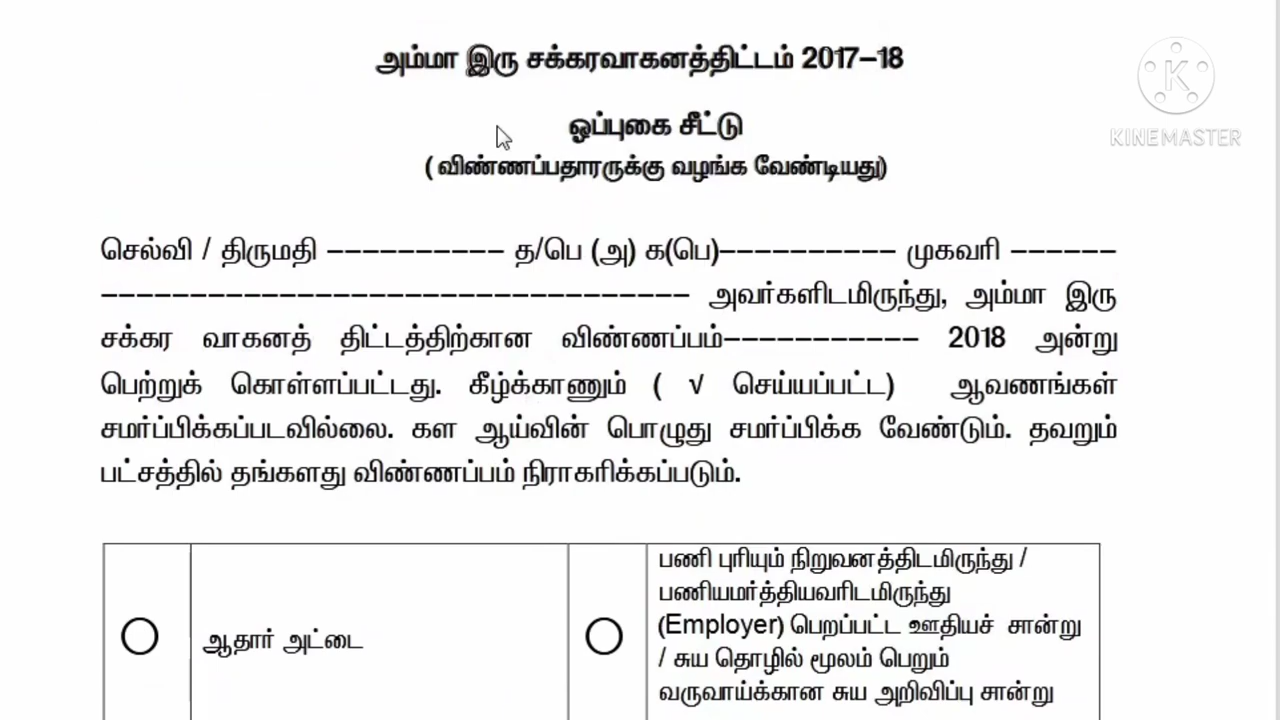 அம்மா இரு சக்கரவாகனத்திட்டம் 2017–18
KINEMASTER
ஓப்புகை சீட்டு
( விண்ணப்பதாரருக்கு வழங்க வேண்டியது)
செல்வி / திருமதி ---------- த/பெ (அ) க(பெ)---------- முகவரி ------
--------------------------------- அவர்களிடமிருந்து, அம்மா இரு
சக்கர வாகனத் திட்டத்திற்கான விண்ணப்பம்----------- 2018 அன்று
பெற்றுக் கொள்ளப்பட்டது. கீழ்க்காணும் ( √ செய்யப்பட்ட) ஆவணங்கள்
சமர்ப்பிக்கப்படவில்லை. கள ஆய்வின் பொழுது சமர்ப்பிக்க வேண்டும். தவறும்
பட்சத்தில் தங்களது விண்ணப்பம் நிராகரிக்கப்படும்.
ஆதார் அட்டை
பணி புரியும் நிறுவனத்திடமிருந்து /
பணியமர்த்தியவரிடமிருந்து
(Employer) பெறப்பட்ட ஊதியச் சான்று
/ சுய தொழில் மூலம் பெறும்
வருவாய்க்கான சுய அறிவிப்பு சான்று